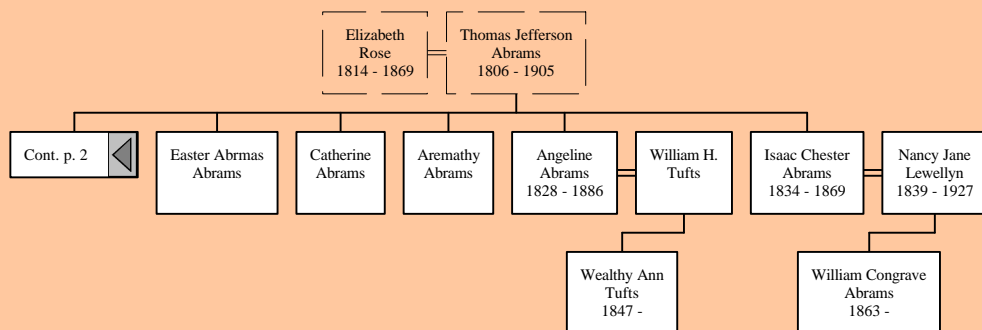 Elizabeth
Rose
1814 - 1869
Thomas Jefferson
Abrams
1806 - 1905
Cont. p. 2
Easter Abrmas
Abrams
Catherine
Abrams
Aremathy
Abrams
Angeline
Abrams
1828 - 1886
William H.
Tufts
Isaac Chester
Abrams
1834 - 1869
Nancy Jane
Lewellyn
1839 - 1927
Wealthy Ann
Tufts
1847 -
William Congrave
Abrams
1863 -